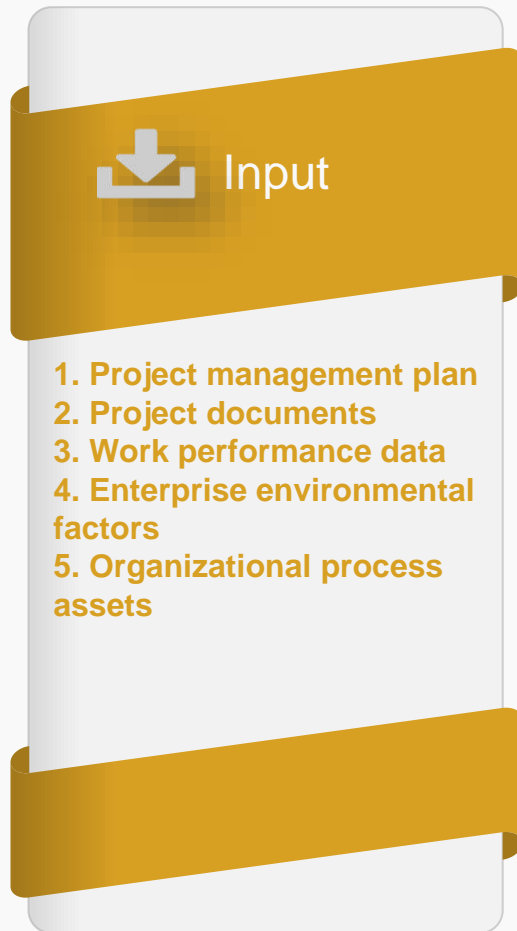 Input
1. Project management plan
2. Project documents
3. Work performance data
4. Enterprise environmental
factors
5. Organizational process
assets